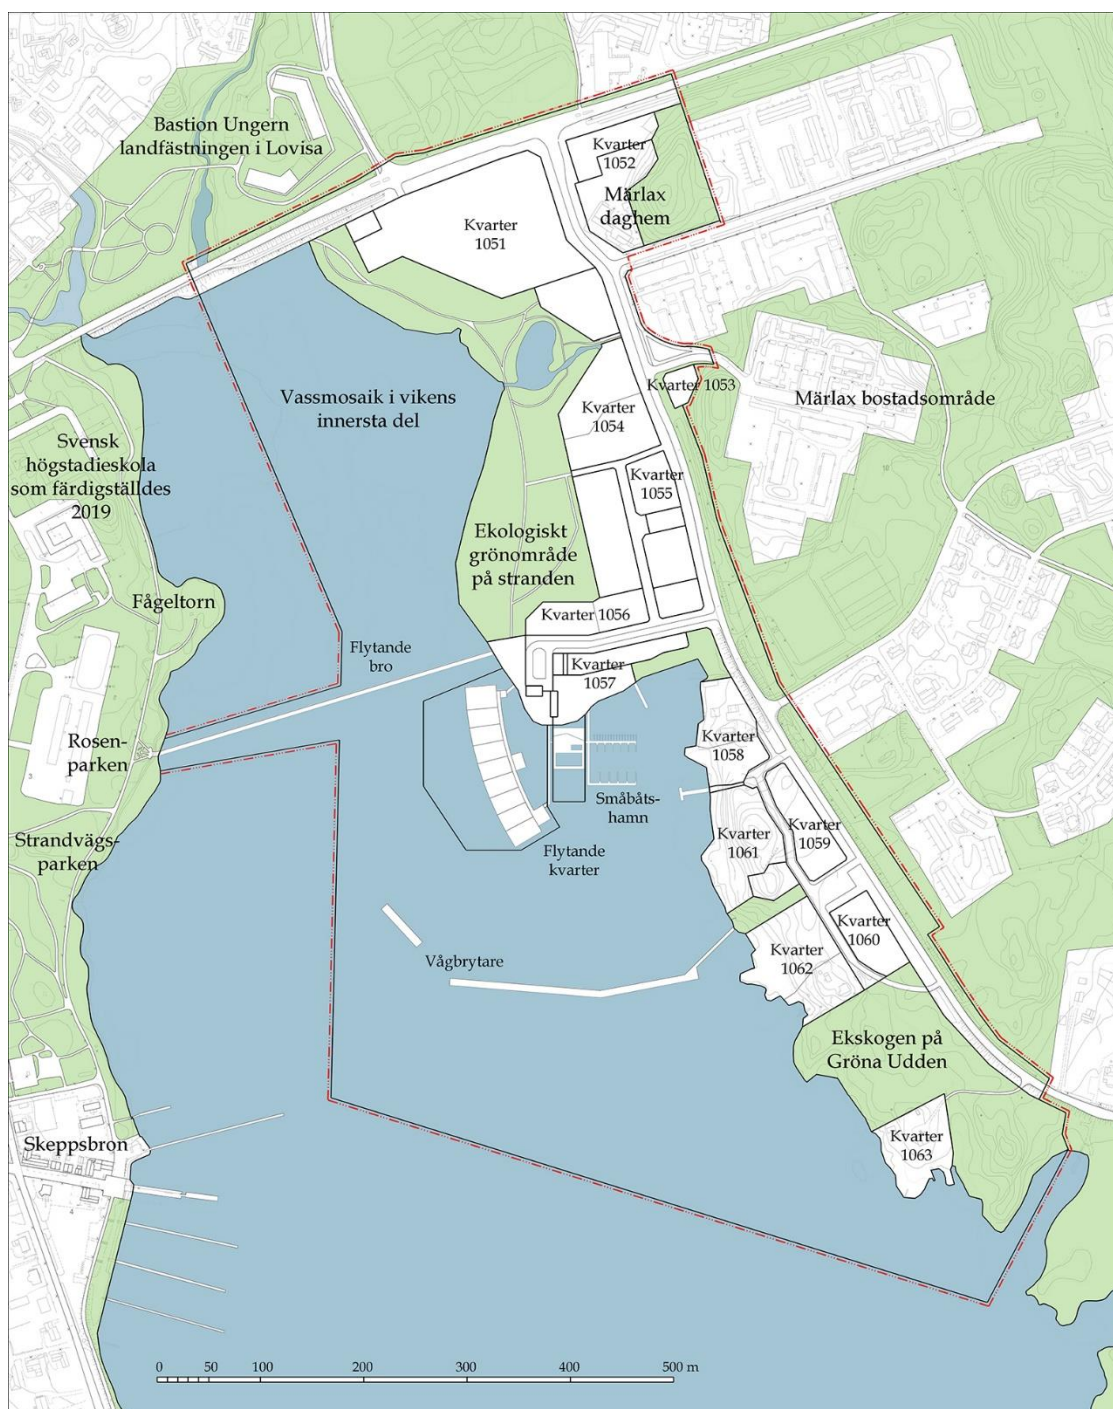 Bastion Ungern
landfästningen i Lovisa
Kvarter
1052
Märlax
daghem
Kvarter
1051
Vassmosaik i vikens
innersta del
Kvarter 1053
Märlax bostadsområde
Kvarter
1054
Svensk
högstadieskola
som färdigställdes
2019
Kvarter
1055
Ekologiskt
grönområde
på stranden
Fågeltorn
Kvarter 1056
Flytande
bro
Kvarter
1057
Rosen-
parken
Kvarter
1058
Småbåts-
hamn
Kvarter
1059
Kvarter
1061
Strandvägs-
parken
Flytande
kvarter
Kvarter
1060
Vågbrytare
Kvarter
1062
Ekskogen på
Gröna Udden
Skeppsbron
Kvarter
1063
0 50 100 200 300 400 500 m